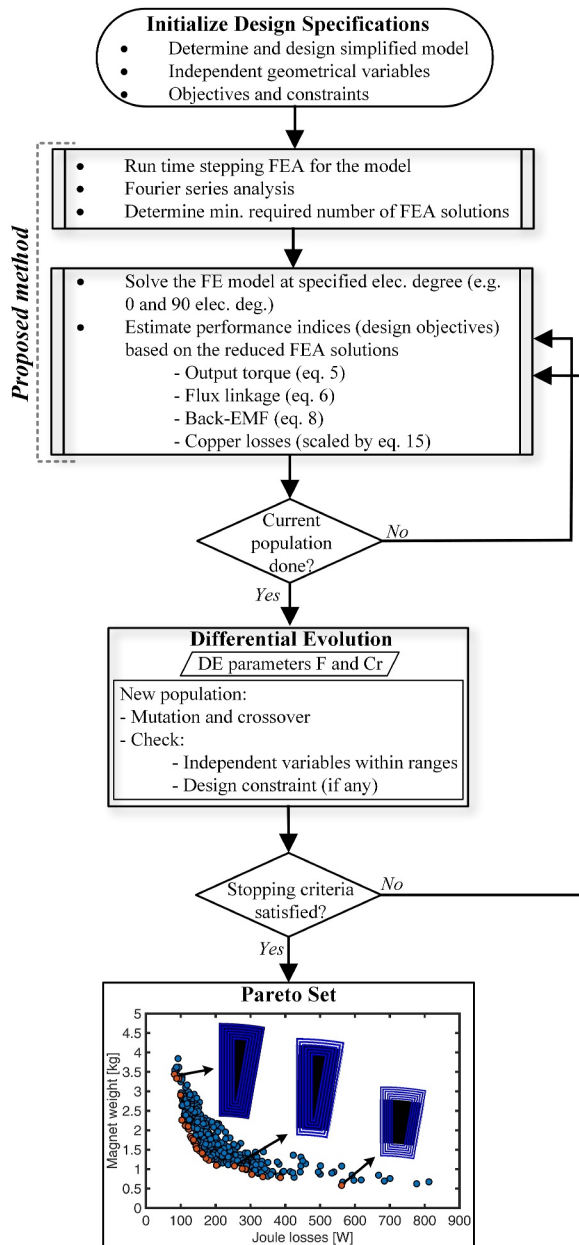 Initialize Design Specifications
• Determine and design simplified model
• Independent geometrical variables
• Objectives and constraints
Proposed method
• Run time stepping FEA for the model
• Fourier series analysis
• Determine min. required number of FEA solutions
• Solve the FE model at specified elec. degree (e.g.
0 and 90 elec. deg.)
• Estimate performance indices (design objectives)
based on the reduced FEA solutions
- Output torque (eq. 5)
- Flux linkage (eq. 6)
- Back-EMF (eq. 8)
- Copper losses (scaled by eq. 15)
Current
population
done?
No
Yes
Differential Evolution
DE parameters F and Cr
New population:
- Mutation and crossover
- Check:
- Independent variables within ranges
- Design constraint (if any)
Stopping criteria
satisfied?
No
Yes
Pareto Set
Magnet weight [kg]
5
4.5
4
3.5
3
2.5
2
1.5
1
0.5
0
0 100 200 300 400 500 600 700 800 900
Joule losses [W]